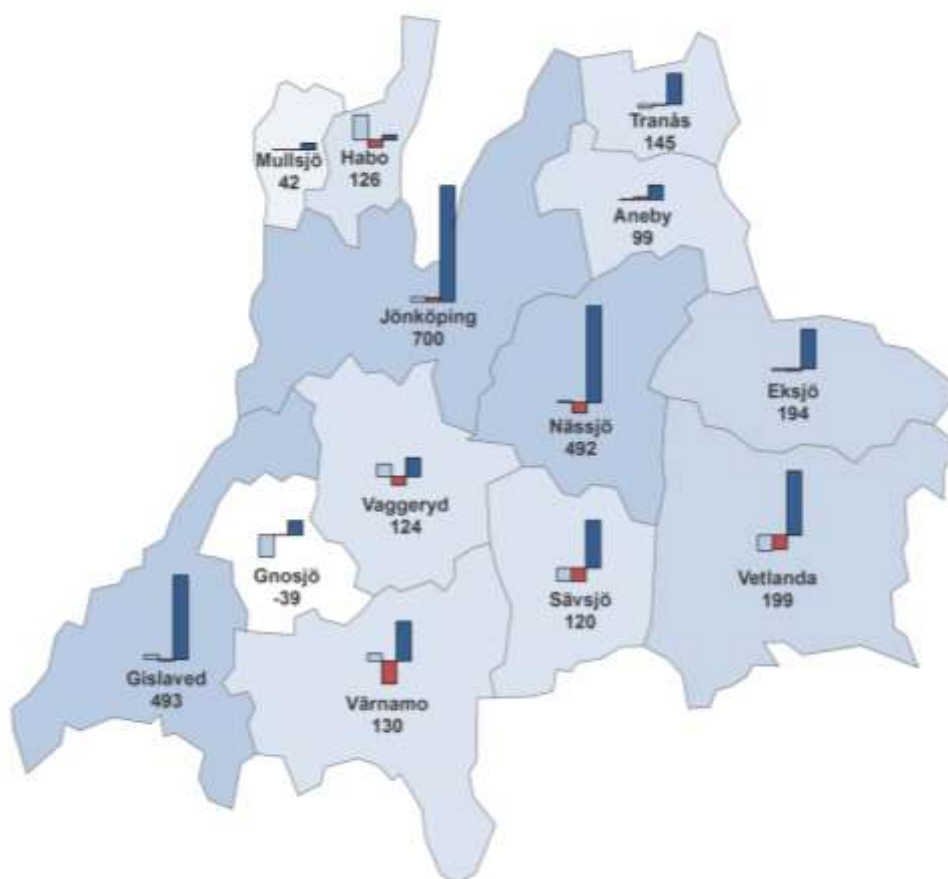 Tranås
145
Mullsjö
42
Habo
126
Aneby
99
Jönköping
700
Eksjö
194
Nässjö
492
Vaggeryd
124
Gnosjö
-39
Vetlanda
199
Sävsjö
120
Gislaved
493
Värnamo
130